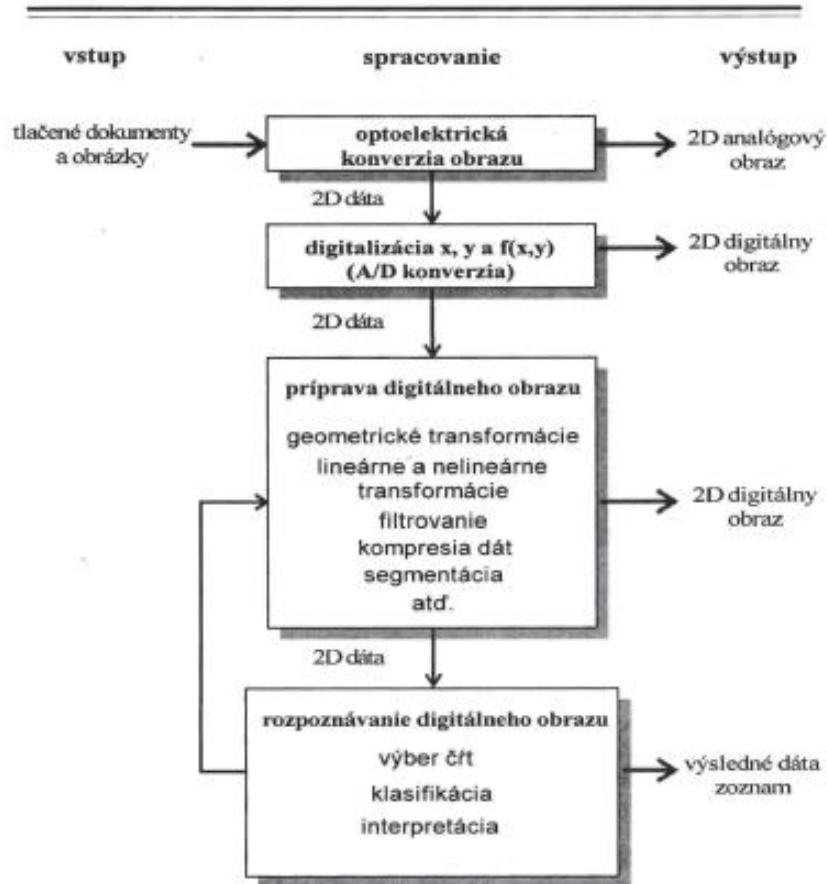 vstup spracovanie výstup
tlačené dokumenty
a obrázky
optoelektrická
konverzia obrazu
2D analógový
obraz
2D dáta
digitalizácia x, y a f(x,y)
(A/D konverzia)
2D digitálny
obraz
2D dáta
príprava digitálneho obrazu
geometrické transformácie
lineárne a nelineárne
transformácie
filtrovanie
kompresia dát
segmentácia
atď.
2D digitálny
obraz
2D dáta
rozpoznávanie digitálneho obrazu
výber čŕt
klasifikácia
interpretácia
výsledné dáta
zoznam